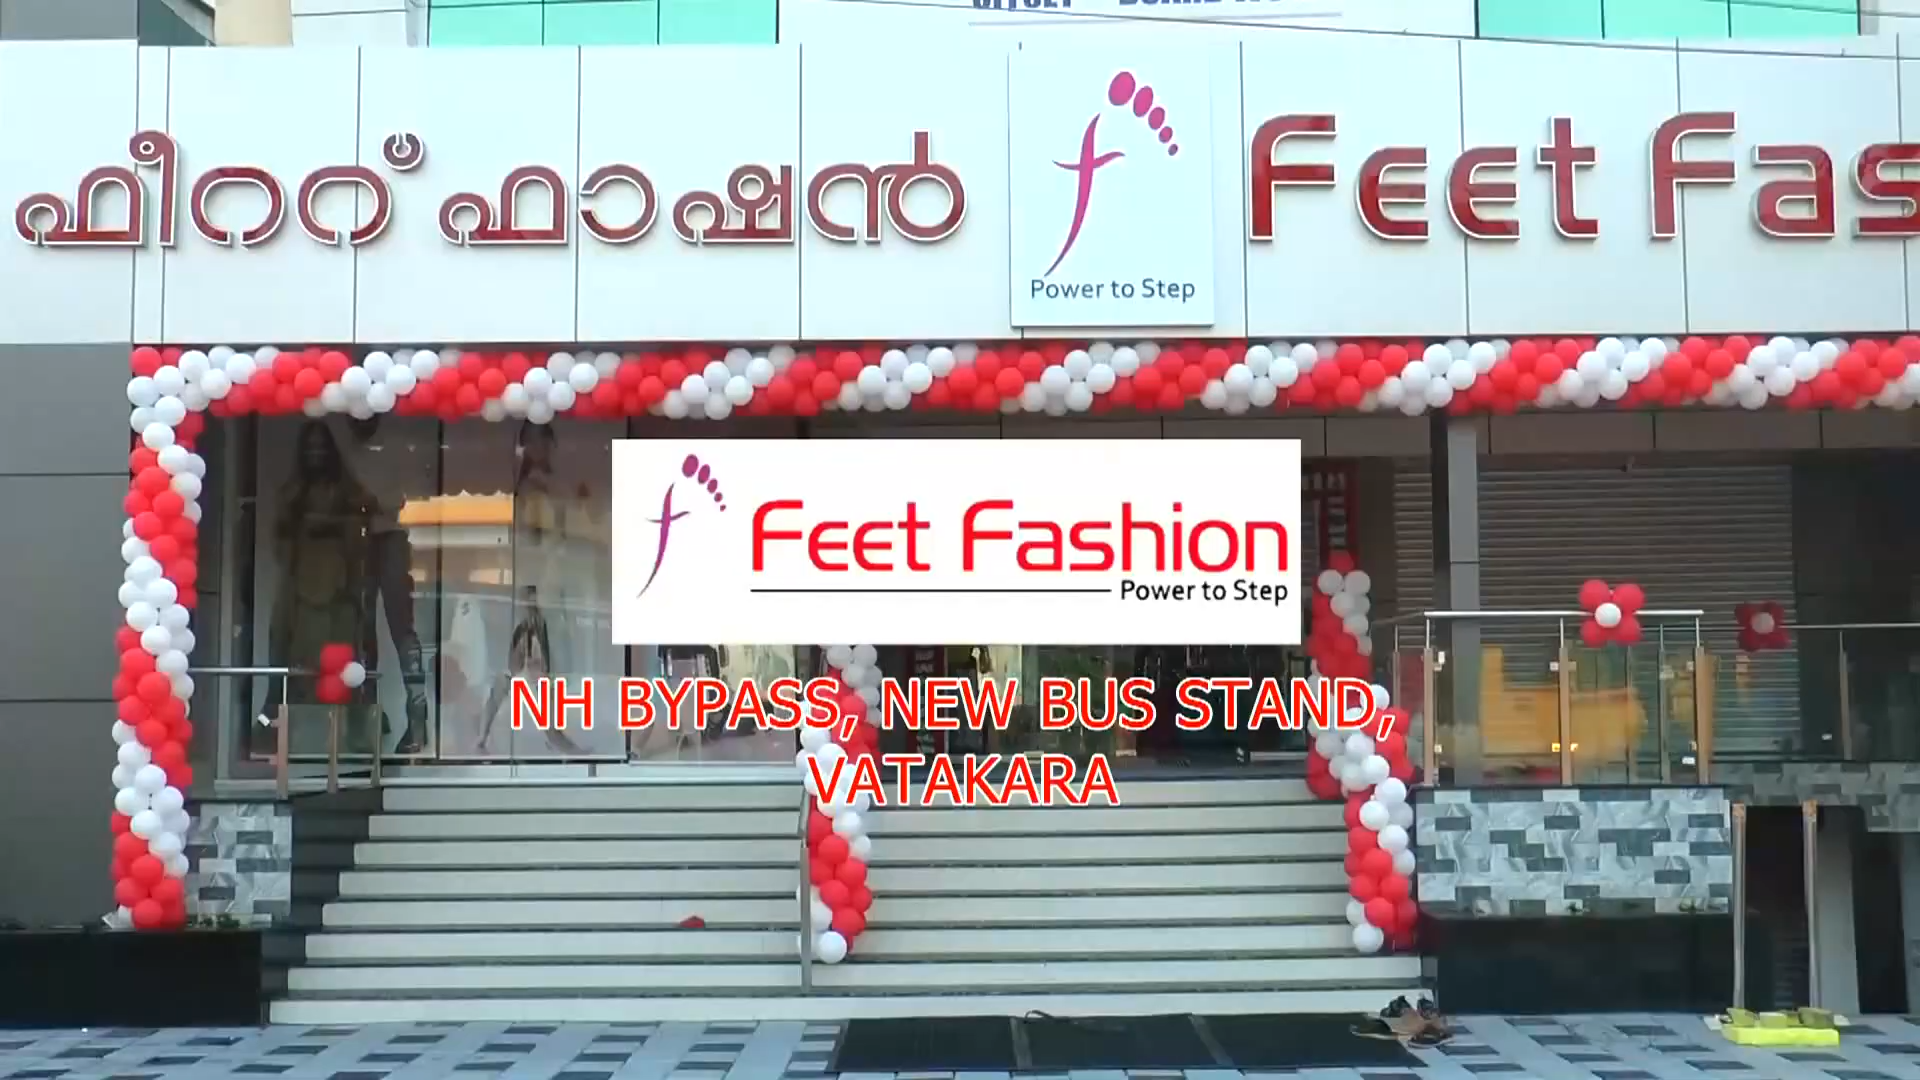 ഫീററ് ഫാഷൻ
Feet Fas
Power to Step
Feet Fashion
Power to Step
NH BYPASS, NEW BUS STAND,
VATAKARA